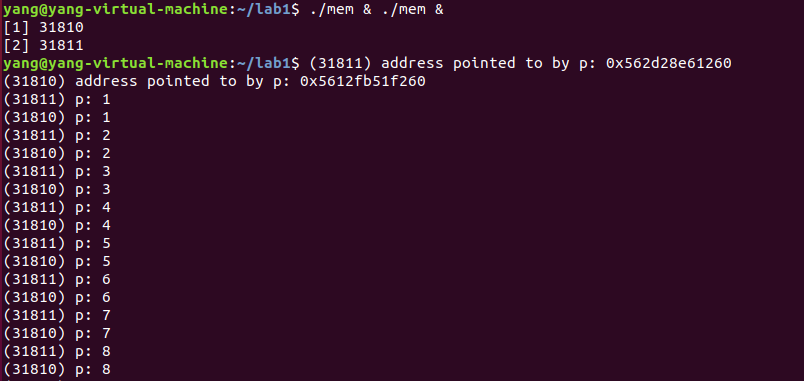 yang@yang-virtual-machine:~/lab1$ ./mem & ./mem &
[1] 31810
[2] 31811
yang@yang-virtual-machine:~/lab1$ (31811) address pointed to by p: 0x562d28e61260
(31810) address pointed to by p: 0x5612fb51f260
(31811) p: 1
(31810) p: 1
(31811) p: 2
(31810) p: 2
(31811) p: 3
(31810) p: 3
(31811) p: 4
(31810) p: 4
(31811) p: 5
(31810) p: 5
(31811) p: 6
(31810) p: 6
(31811) p: 7
(31810) p: 7
(31811) p: 8
(31810) p: 8